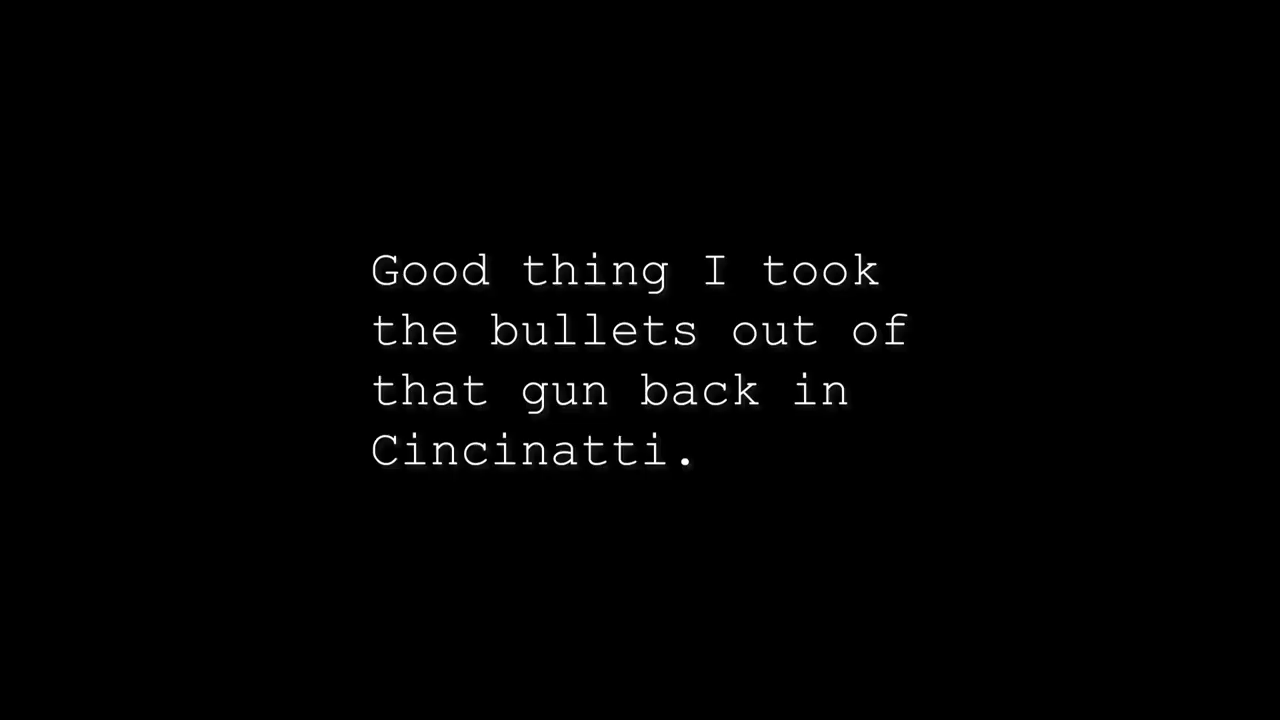 Good thing I took
the bullets out of
that gun back in
Cincinatti.